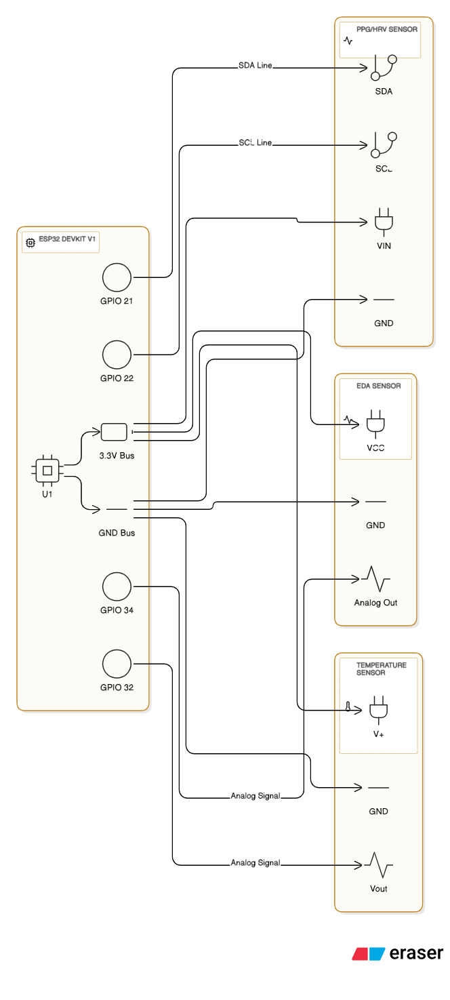 PPG/HRV SENSOR
SDA Line
SDA
SCL Line
SCL
VIN
ESP32 DEVKIT V1
GPIO 21
GND
GPIO 22
EDA SENSOR
VCC
3.3V Bus
U1
GND Bus
GND
GPIO 34
Analog Out
GPIO 32
TEMPERATURE
SENSOR
V+
Analog Signal
GND
Analog Signal
Vout
eraser